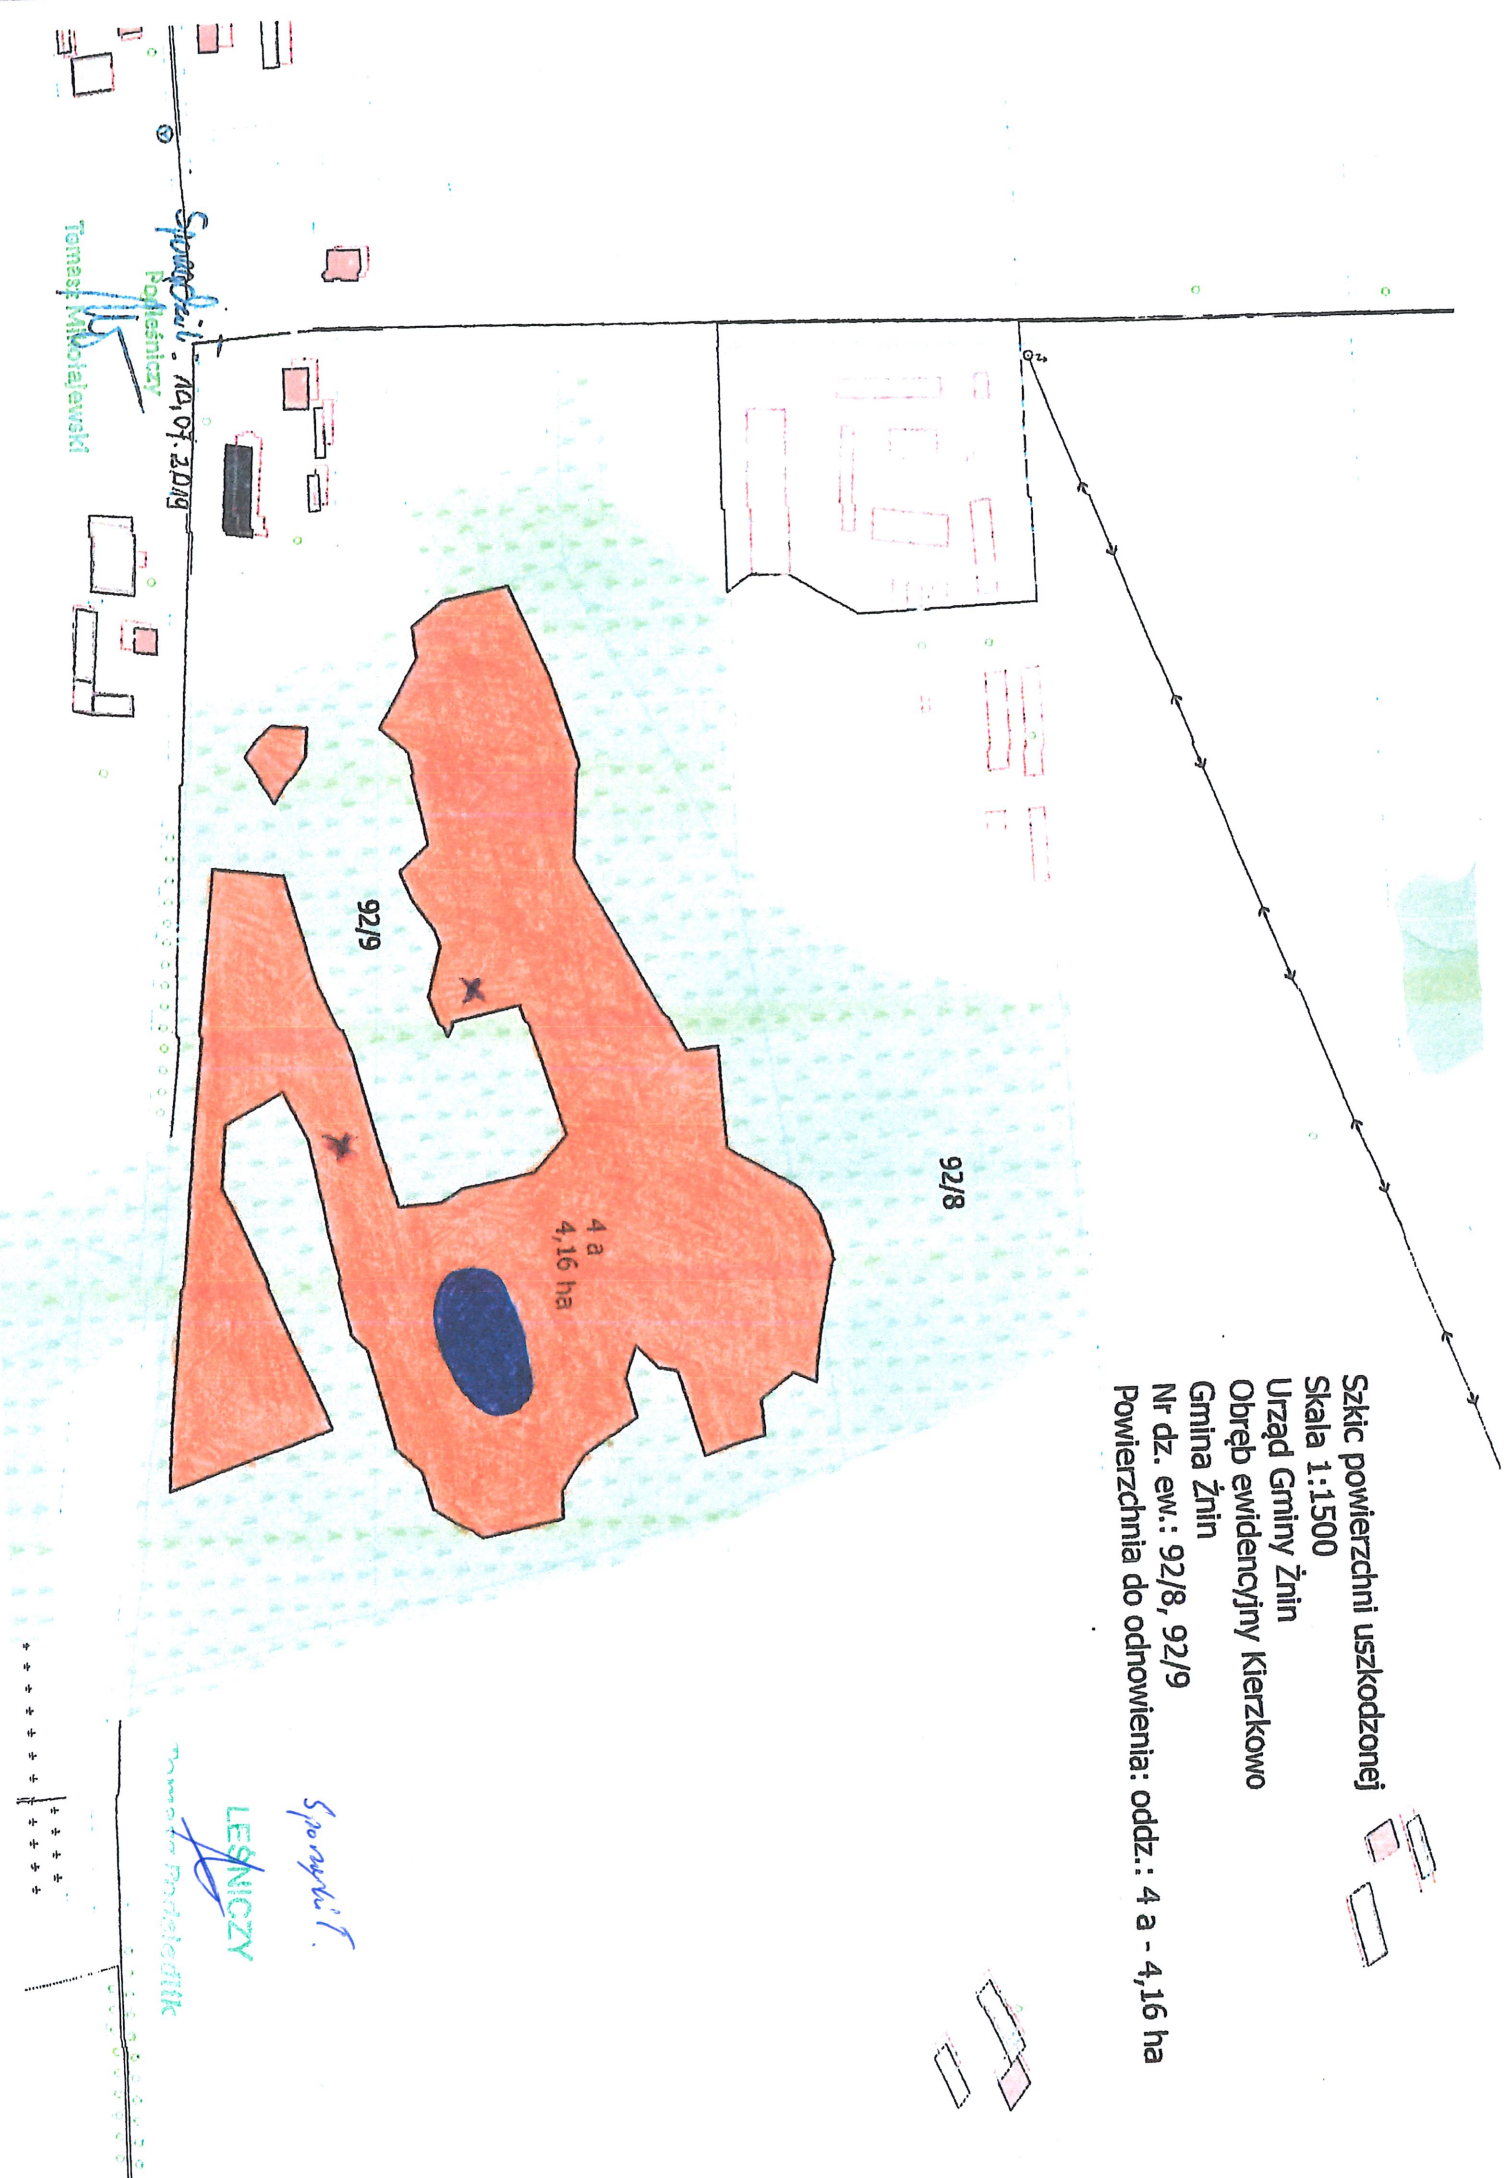 Szkic powierzchni uszkodzonej
Skala 1:1500
Urząd Gminy Żnin
Obręb ewidencyjny Kierzkowo
Gmina Żnin
Nr dz. ew.: 92/8, 92/9
Powierzchnia do odnowienia: oddz.: 4 a - 4,16 ha
92/8
4 a
4,16 ha
92/9
Sporządził: 10.07.2019
Podleśniczy
Tomasz Mikołajewski
Sporządził.
LEŚNICZY